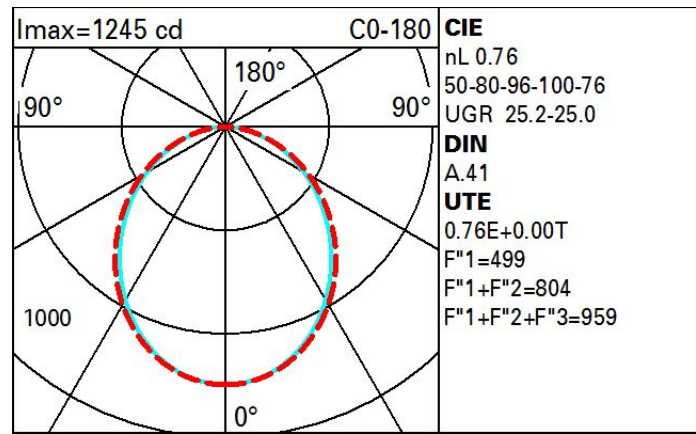 Imax=1245 cd C0-180
180°
90° 90°
1000
0°
CIE
nL 0.76
50-80-96-100-76
UGR 25.2-25.0
DIN
A.41
UTE
0.76E+0.00T
F"1=499
F"1+F"2=804
F"1+F"2+F"3=959